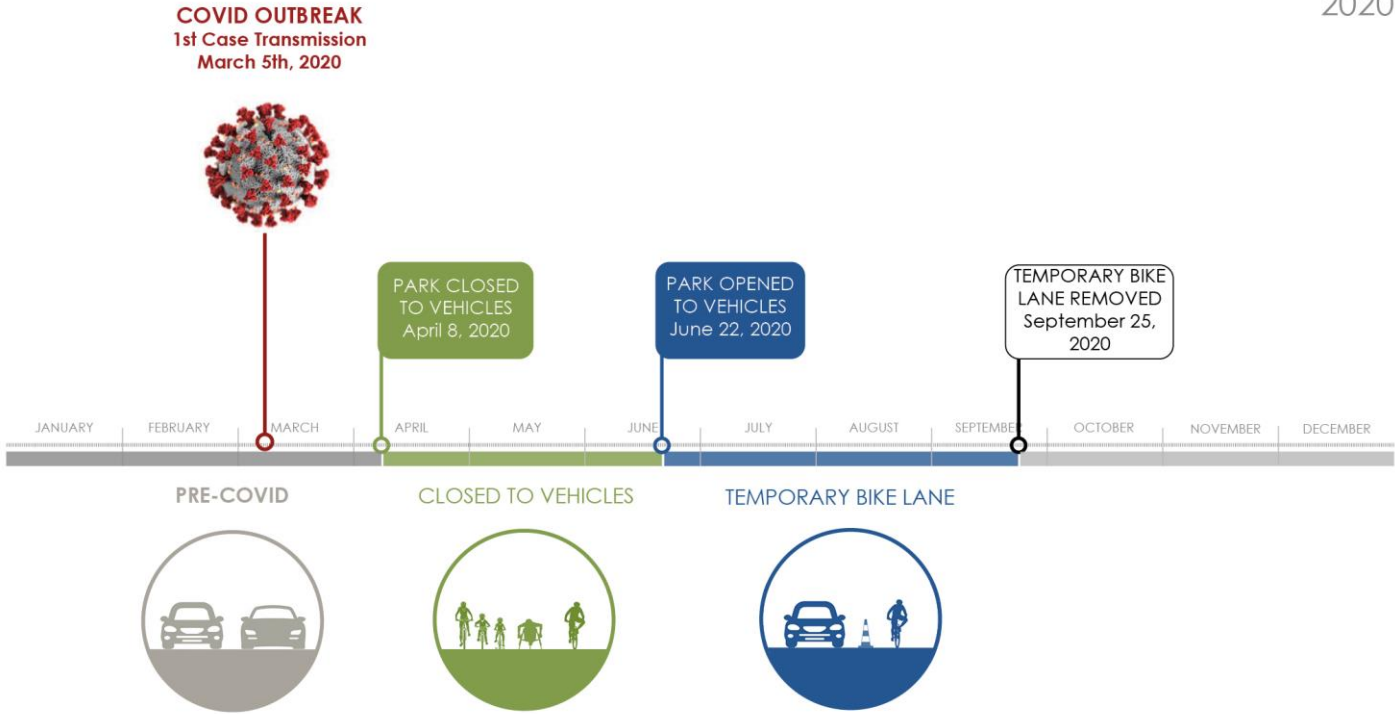 2020
COVID OUTBREAK
1st Case Transmission
March 5th, 2020
PARK CLOSED
TO VEHICLES
April 8, 2020
PARK OPENED
TO VEHICLES
June 22, 2020
TEMPORARY BIKE
LANE REMOVED
September 25,
2020
JANUARY FEBRUARY MARCH APRIL MAY JUNE JULY AUGUST SEPTEMBER OCTOBER NOVEMBER DECEMBER
PRE-COVID CLOSED TO VEHICLES TEMPORARY BIKE LANE